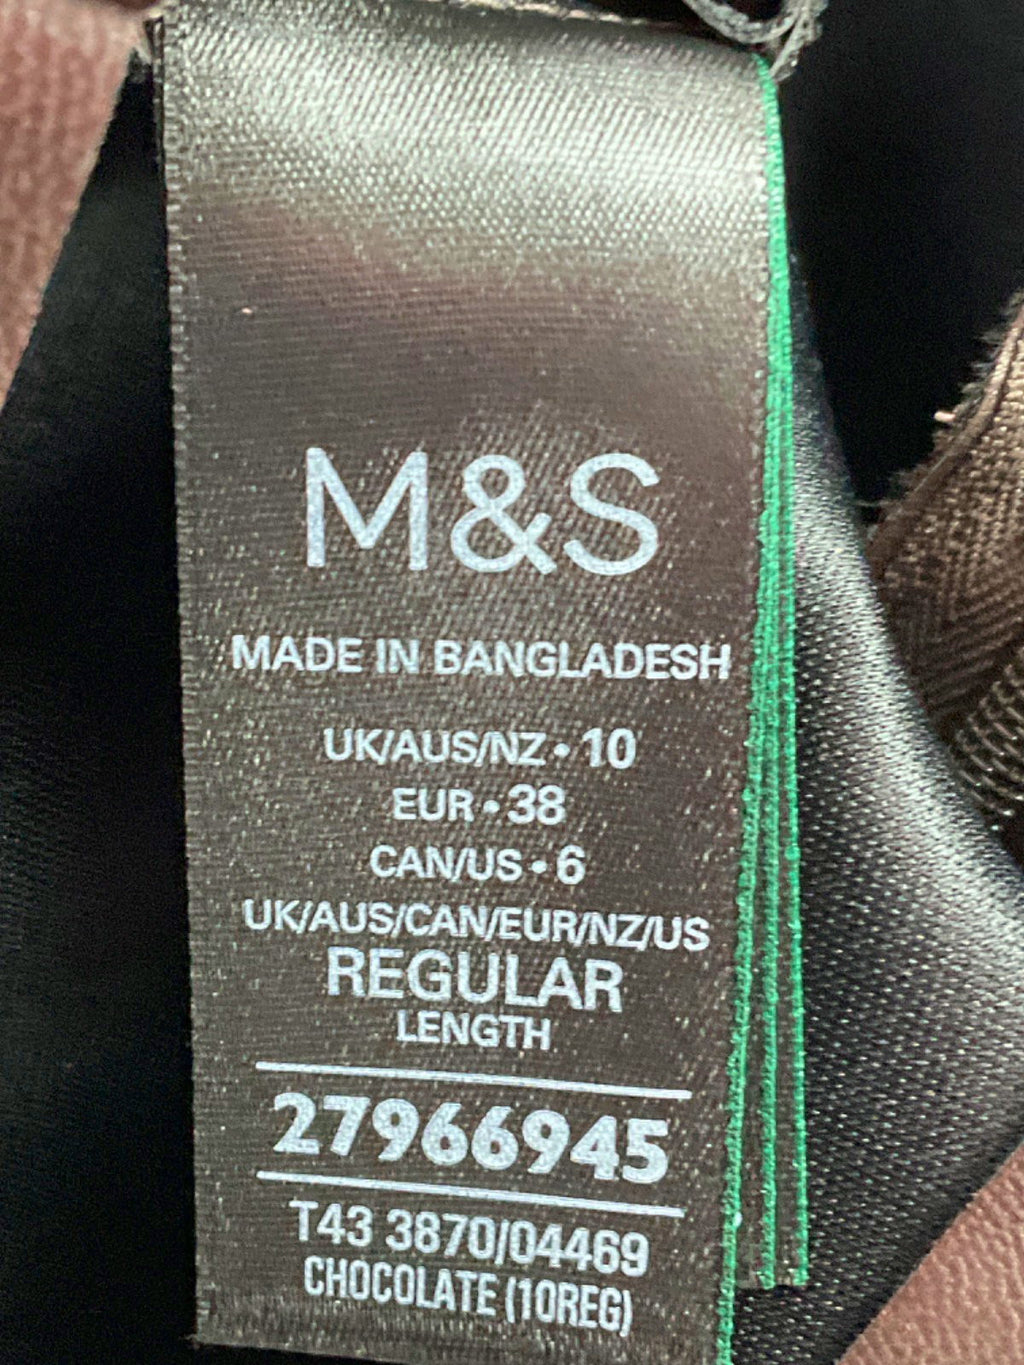 M&S
MADE IN BANGLADESH
UK/AUS/NZ • 10
EUR • 38
CAN/US • 6
UK/AUS/CAN/EUR/NZ/US
REGULAR
LENGTH
27966945
T43 3870/04469
CHOCOLATE (10REG)